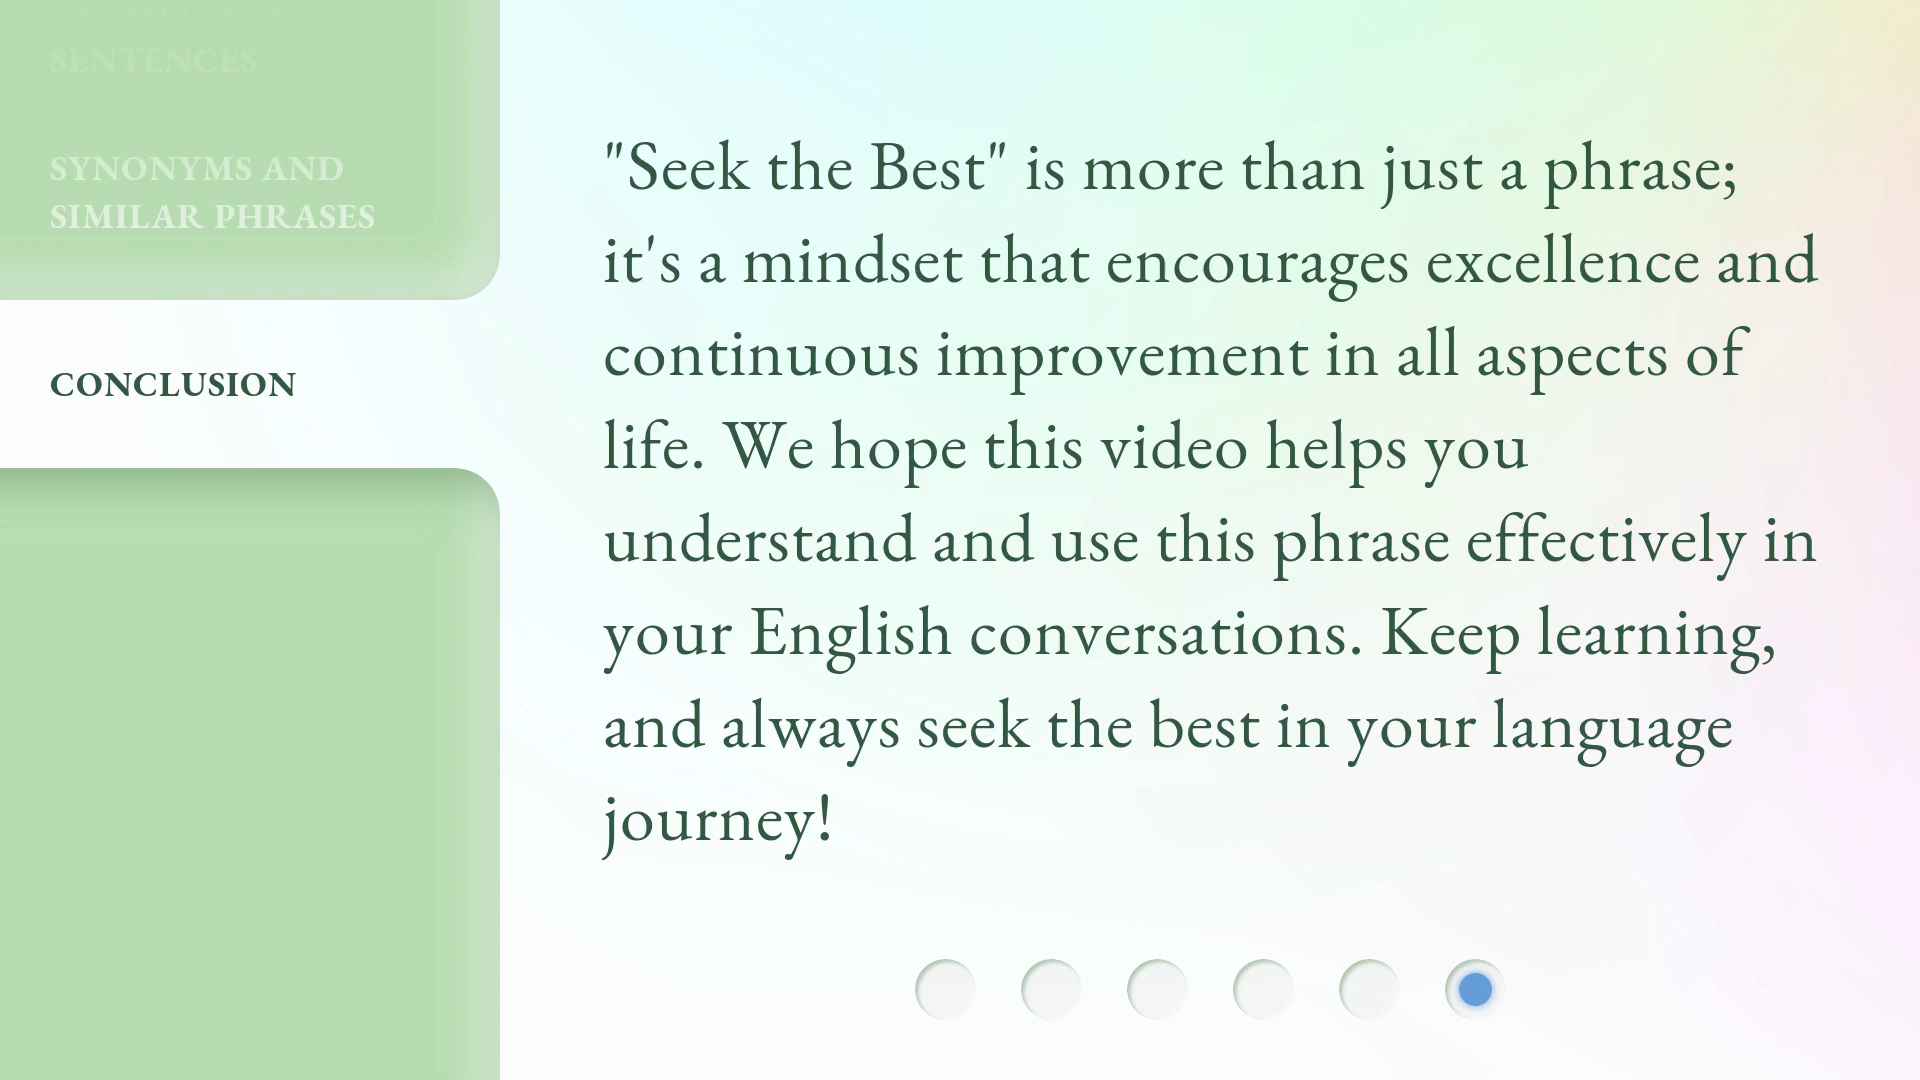 SENTENCES
SYNONYMS AND
SIMILAR PHRASES
CONCLUSION
"Seek the Best" is more than just a phrase;
it's a mindset that encourages excellence and
continuous improvement in all aspects of
life. We hope this video helps you
understand and use this phrase effectively in
your English conversations. Keep learning,
and always seek the best in your language
journey!